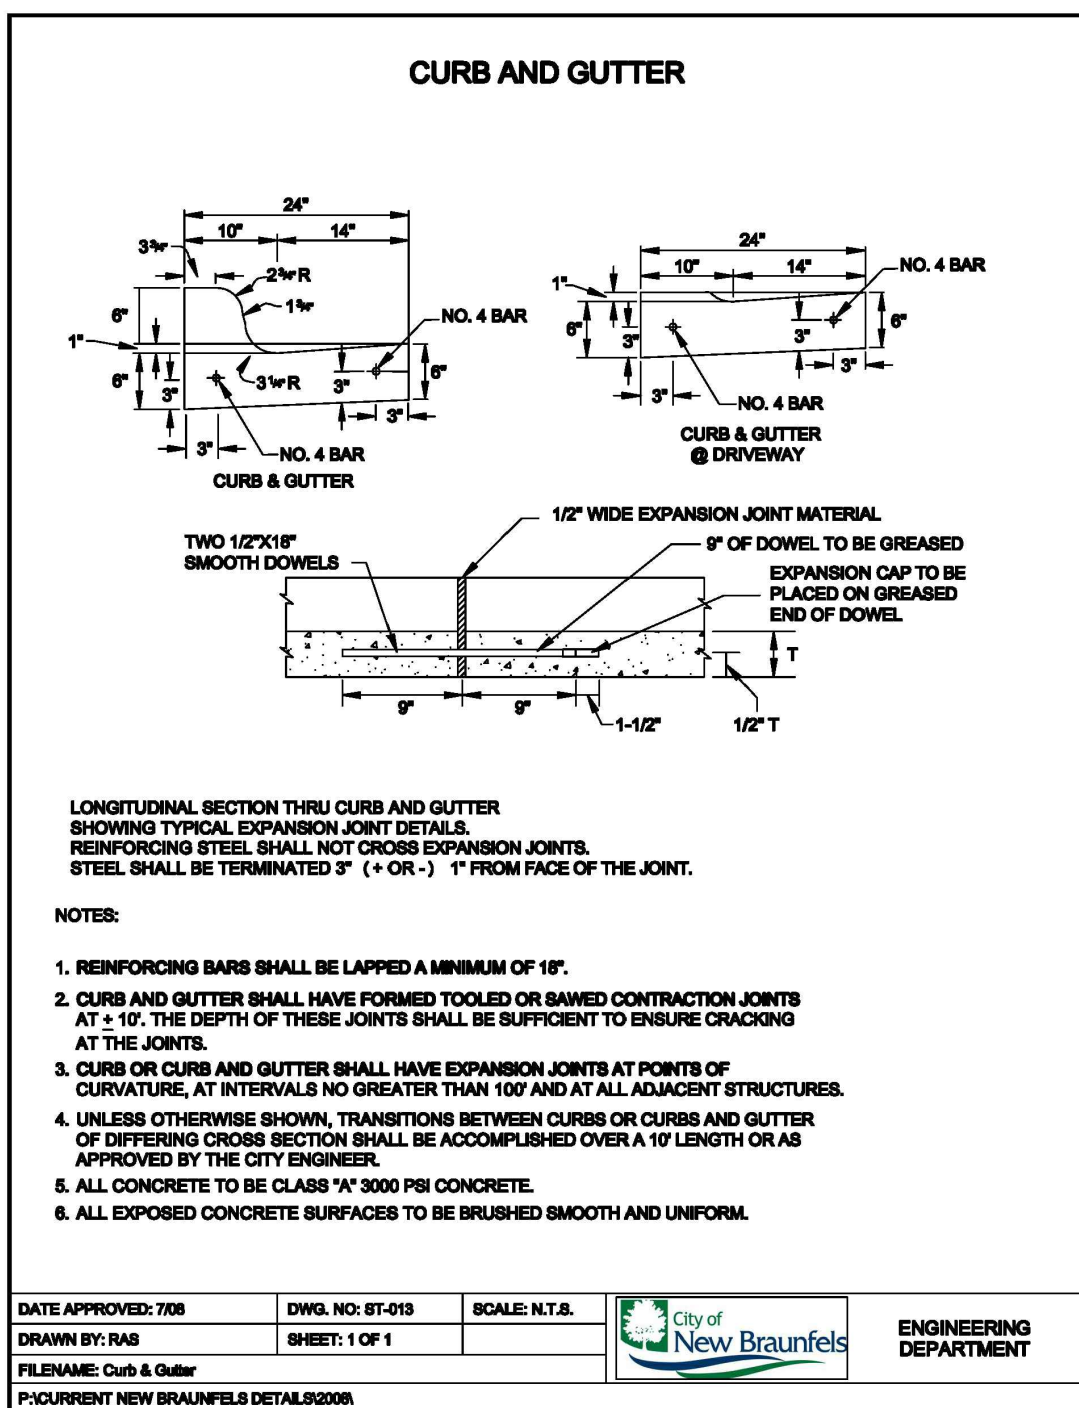 CURB AND GUTTER
24"
10" 14"
3 3/4"
2 3/4" R
1 3/4"
6"
NO. 4 BAR
1"
6"
3"
3 1/4" R
3"
6"
3"
3"
NO. 4 BAR
CURB & GUTTER
24"
10" 14"
NO. 4 BAR
1"
6"
3"
3"
6"
3"
3"
NO. 4 BAR
CURB & GUTTER
@ DRIVEWAY
1/2" WIDE EXPANSION JOINT MATERIAL
TWO 1/2"X18"
SMOOTH DOWELS
9" OF DOWEL TO BE GREASED
EXPANSION CAP TO BE
PLACED ON GREASED
END OF DOWEL
T
9" 9"
1-1/2"
1/2" T
LONGITUDINAL SECTION THRU CURB AND GUTTER
SHOWING TYPICAL EXPANSION JOINT DETAILS.
REINFORCING STEEL SHALL NOT CROSS EXPANSION JOINTS.
STEEL SHALL BE TERMINATED 3" (+ OR -) 1" FROM FACE OF THE JOINT.
NOTES:
1. REINFORCING BARS SHALL BE LAPPED A MINIMUM OF 18".
2. CURB AND GUTTER SHALL HAVE FORMED TOOLED OR SAWED CONTRACTION JOINTS
AT ± 10'. THE DEPTH OF THESE JOINTS SHALL BE SUFFICIENT TO ENSURE CRACKING
AT THE JOINTS.
3. CURB OR CURB AND GUTTER SHALL HAVE EXPANSION JOINTS AT POINTS OF
CURVATURE, AT INTERVALS NO GREATER THAN 100' AND AT ALL ADJACENT STRUCTURES.
4. UNLESS OTHERWISE SHOWN, TRANSITIONS BETWEEN CURBS OR CURBS AND GUTTER
OF DIFFERING CROSS SECTION SHALL BE ACCOMPLISHED OVER A 10' LENGTH OR AS
APPROVED BY THE CITY ENGINEER.
5. ALL CONCRETE TO BE CLASS "A" 3000 PSI CONCRETE.
6. ALL EXPOSED CONCRETE SURFACES TO BE BRUSHED SMOOTH AND UNIFORM.
DATE APPROVED: 7/06 DWG. NO: ST-013 SCALE: N.T.S.
DRAWN BY: RAS SHEET: 1 OF 1
FILENAME: Curb & Gutter
P:\CURRENT NEW BRAUNFELS DETAILS\2006\
City of
New Braunfels
ENGINEERING
DEPARTMENT